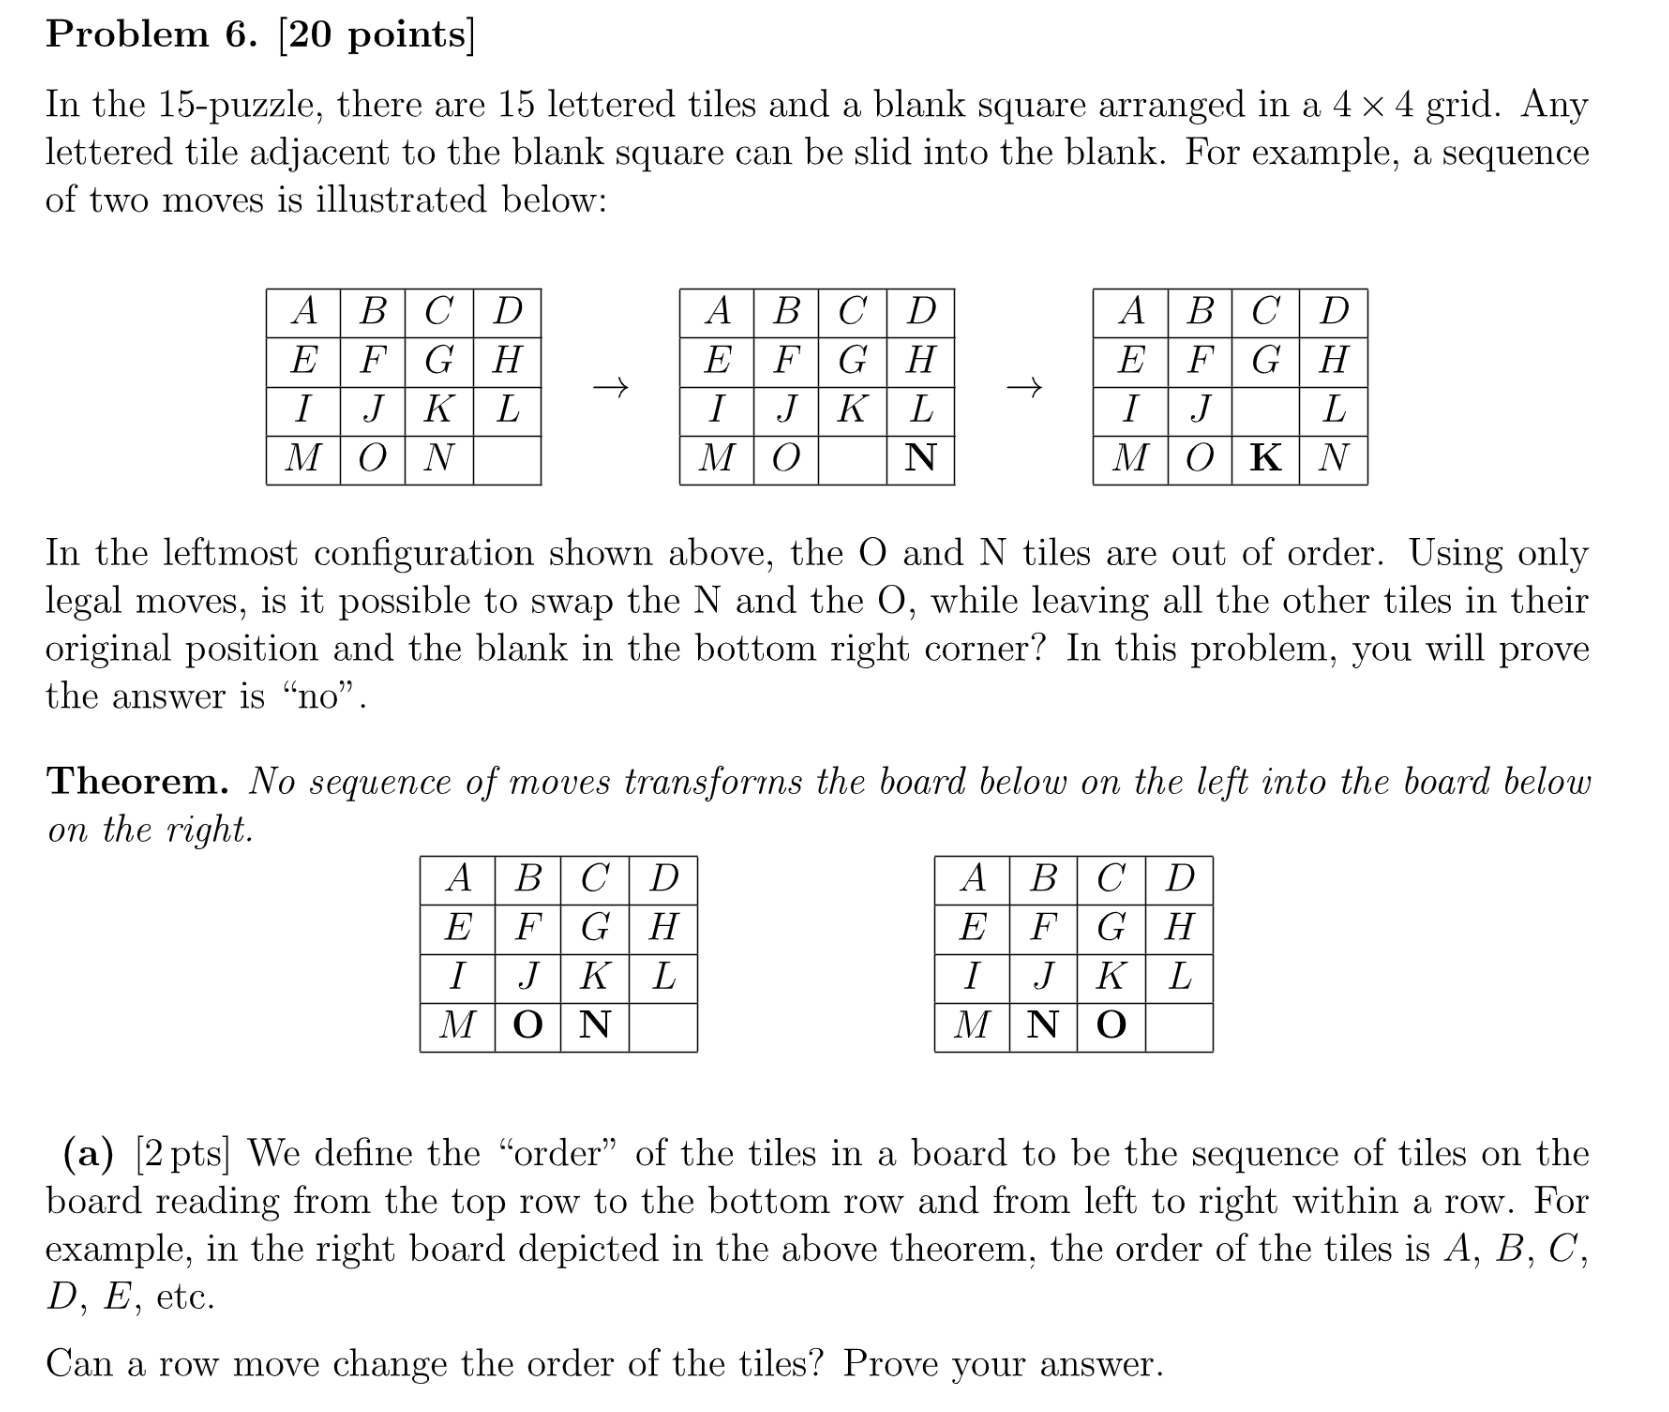 Problem 6. [20 points]
In the 15-puzzle, there are 15 lettered tiles and a blank square arranged in a 4 × 4 grid. Any
lettered tile adjacent to the blank square can be slid into the blank. For example, a sequence
of two moves is illustrated below:
A B C D A B C D A B C D
E F G H E F G H E F G H
→ →
I J K L I J K L I J L
M O N M O N M O K N
In the leftmost configuration shown above, the O and N tiles are out of order. Using only
legal moves, is it possible to swap the N and the O, while leaving all the other tiles in their
original position and the blank in the bottom right corner? In this problem, you will prove
the answer is “no”.
Theorem. No sequence of moves transforms the board below on the left into the board below
on the right.
A B C D A B C D
E F G H E F G H
I J K L I J K L
M O N M N O
(a) [2 pts] We define the “order” of the tiles in a board to be the sequence of tiles on the
board reading from the top row to the bottom row and from left to right within a row. For
example, in the right board depicted in the above theorem, the order of the tiles is A, B, C,
D, E, etc.
Can a row move change the order of the tiles? Prove your answer.